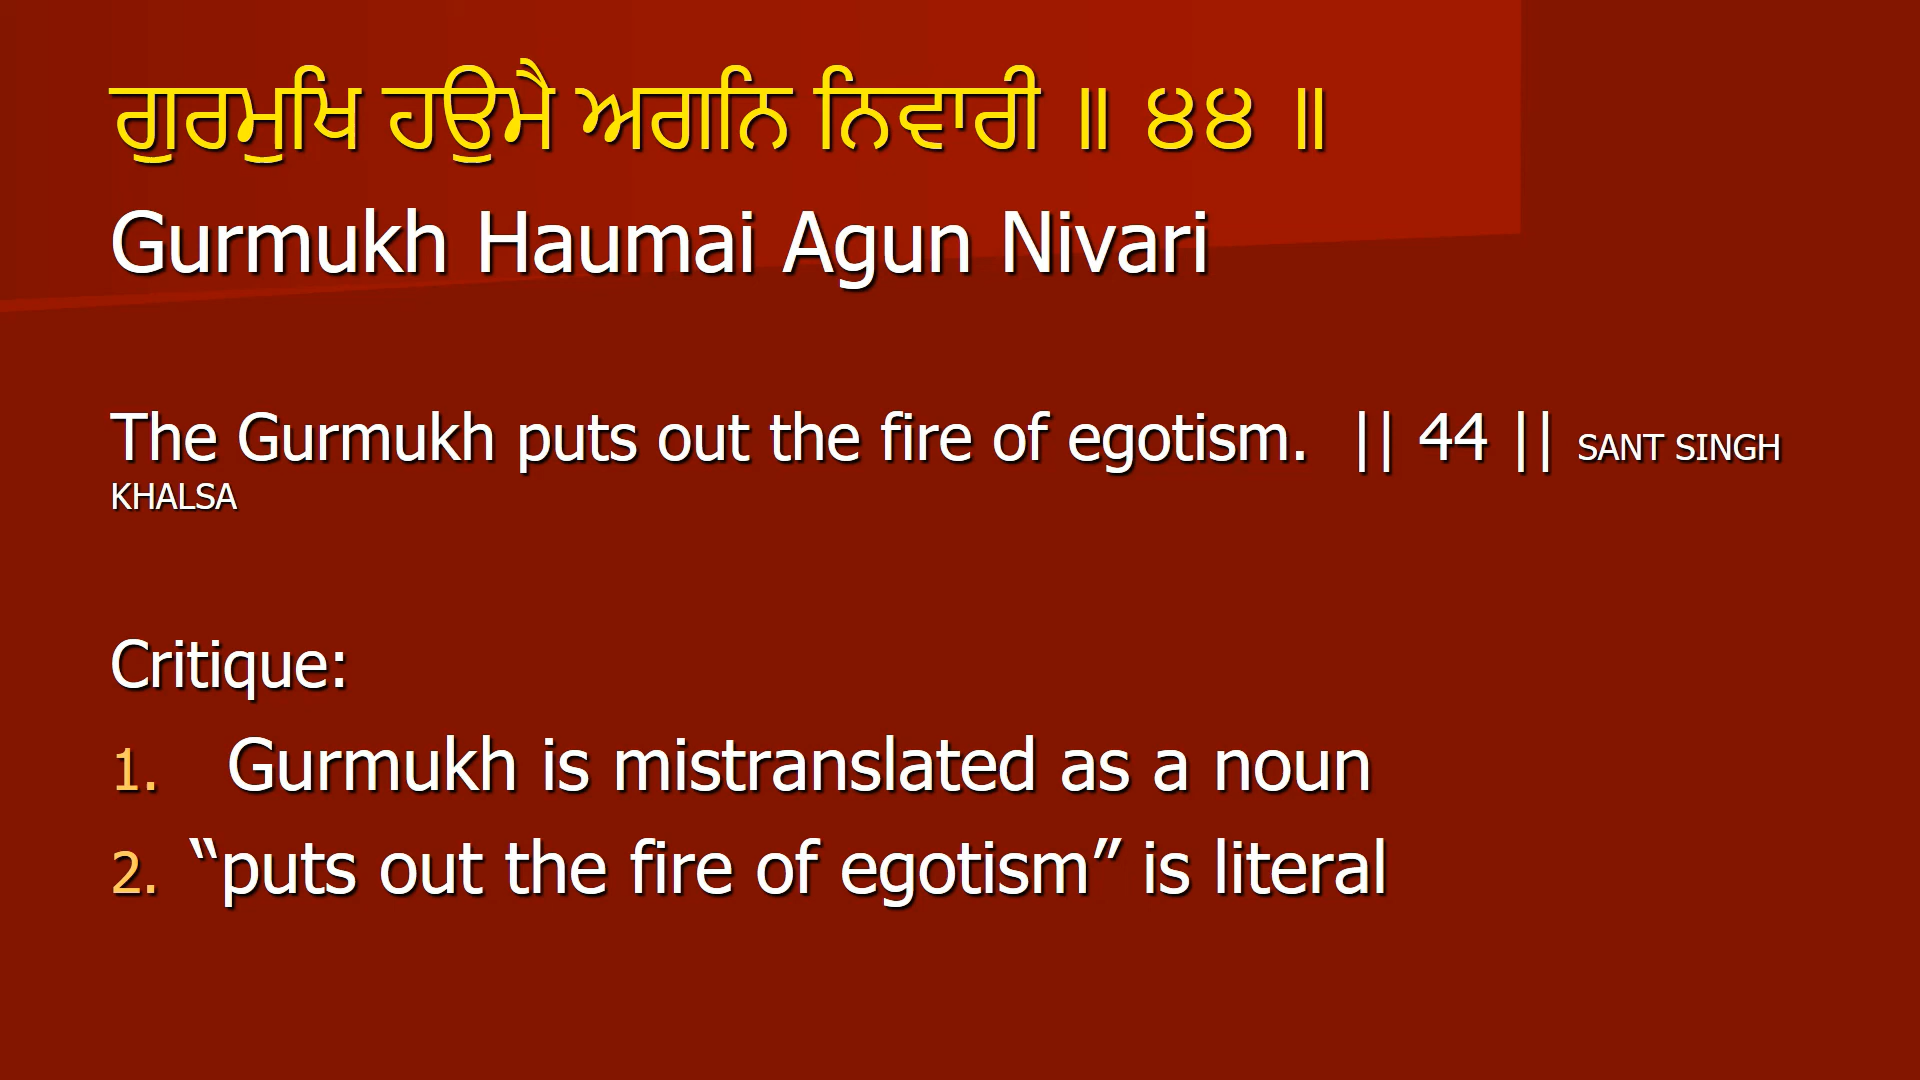 ਗੁਰਮੁਖਿ ਹਉਮੈ ਅਗਨਿ ਨਿਵਾਰੀ ॥ ੪੪ ॥
Gurmukh Haumai Agun Nivari
The Gurmukh puts out the fire of egotism. || 44 || SANT SINGH
KHALSA
Critique:
1. Gurmukh is mistranslated as a noun
2. “puts out the fire of egotism” is literal